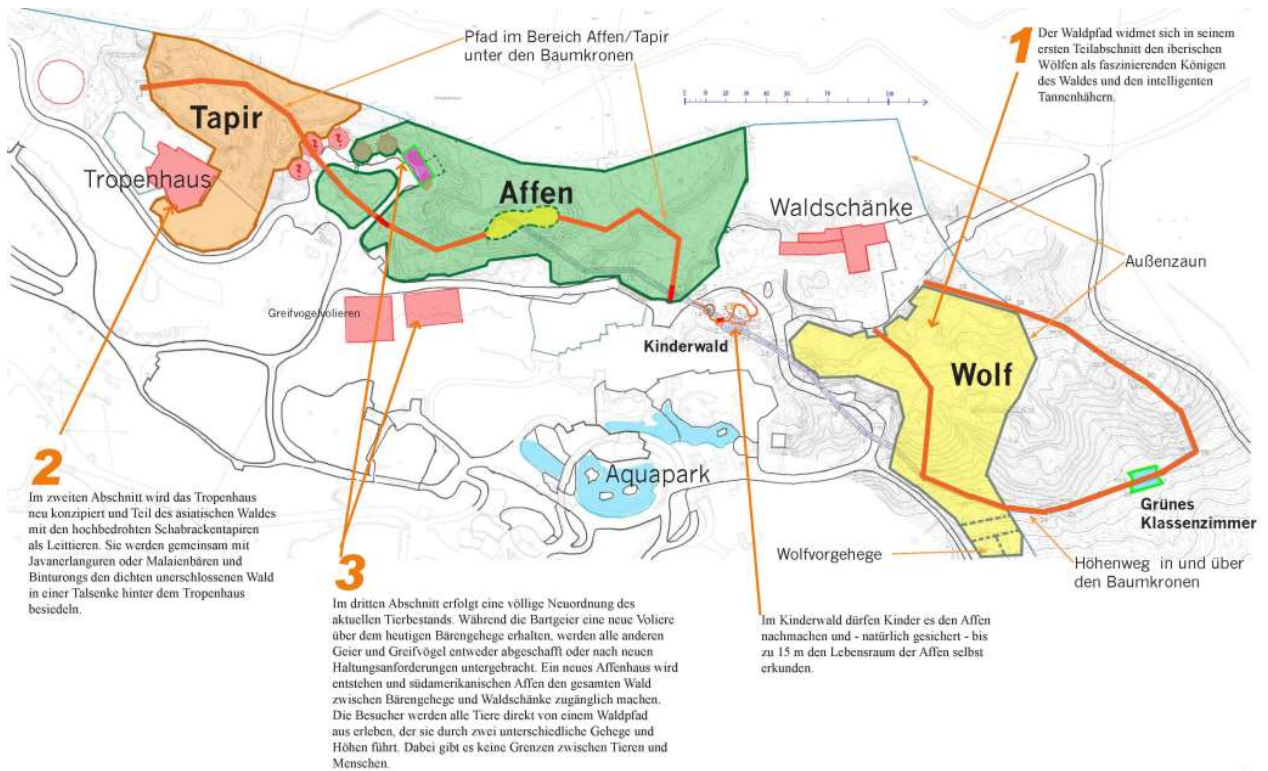 Pfad im Bereich Affen/Tapir
unter den Baumkronen
1
Der Waldpfad widmet sich in seinem
ersten Teilabschnitt den iberischen
Wölfen als faszinierenden Königen
des Waldes und den intelligenten
Tannenhähern.
Tapir
Tropenhaus
Affen
Waldschänke
Außenzaun
Greifvogelvolieren
Kinderwald
Wolf
Aquapark
Grünes
Klassenzimmer
Wolfvorgehege
Höhenweg in und über
den Baumkronen
2
Im zweiten Abschnitt wird das Tropenhaus
neu konzipiert und Teil des asiatischen Waldes
mit den hochbedrohten Schabrackentapiren
als Leittieren. Sie werden gemeinsam mit
Javanerlanguren oder Malaienbären und
Binturongs den dichten unerschlossenen Wald
in einer Talsenke hinter dem Tropenhaus
besiedeln.
3
Im dritten Abschnitt erfolgt eine völlige Neuordnung des
aktuellen Tierbestands. Während die Bartgeier eine neue Voliere
über dem heutigen Bärengehege erhalten, werden alle anderen
Geier und Greifvögel entweder abgeschafft oder nach neuen
Haltungsanforderungen untergebracht. Ein neues Affenhaus wird
entstehen und südamerikanischen Affen den gesamten Wald
zwischen Bärengehege und Waldschänke zugänglich machen.
Die Besucher werden alle Tiere direkt von einem Waldpfad
aus erleben, der sie durch zwei unterschiedliche Gehege und
Höhen führt. Dabei gibt es keine Grenzen zwischen Tieren und
Menschen.
Im Kinderwald dürfen Kinder es den Affen
nachmachen und - natürlich gesichert - bis
zu 15 m den Lebensraum der Affen selbst
erkunden.